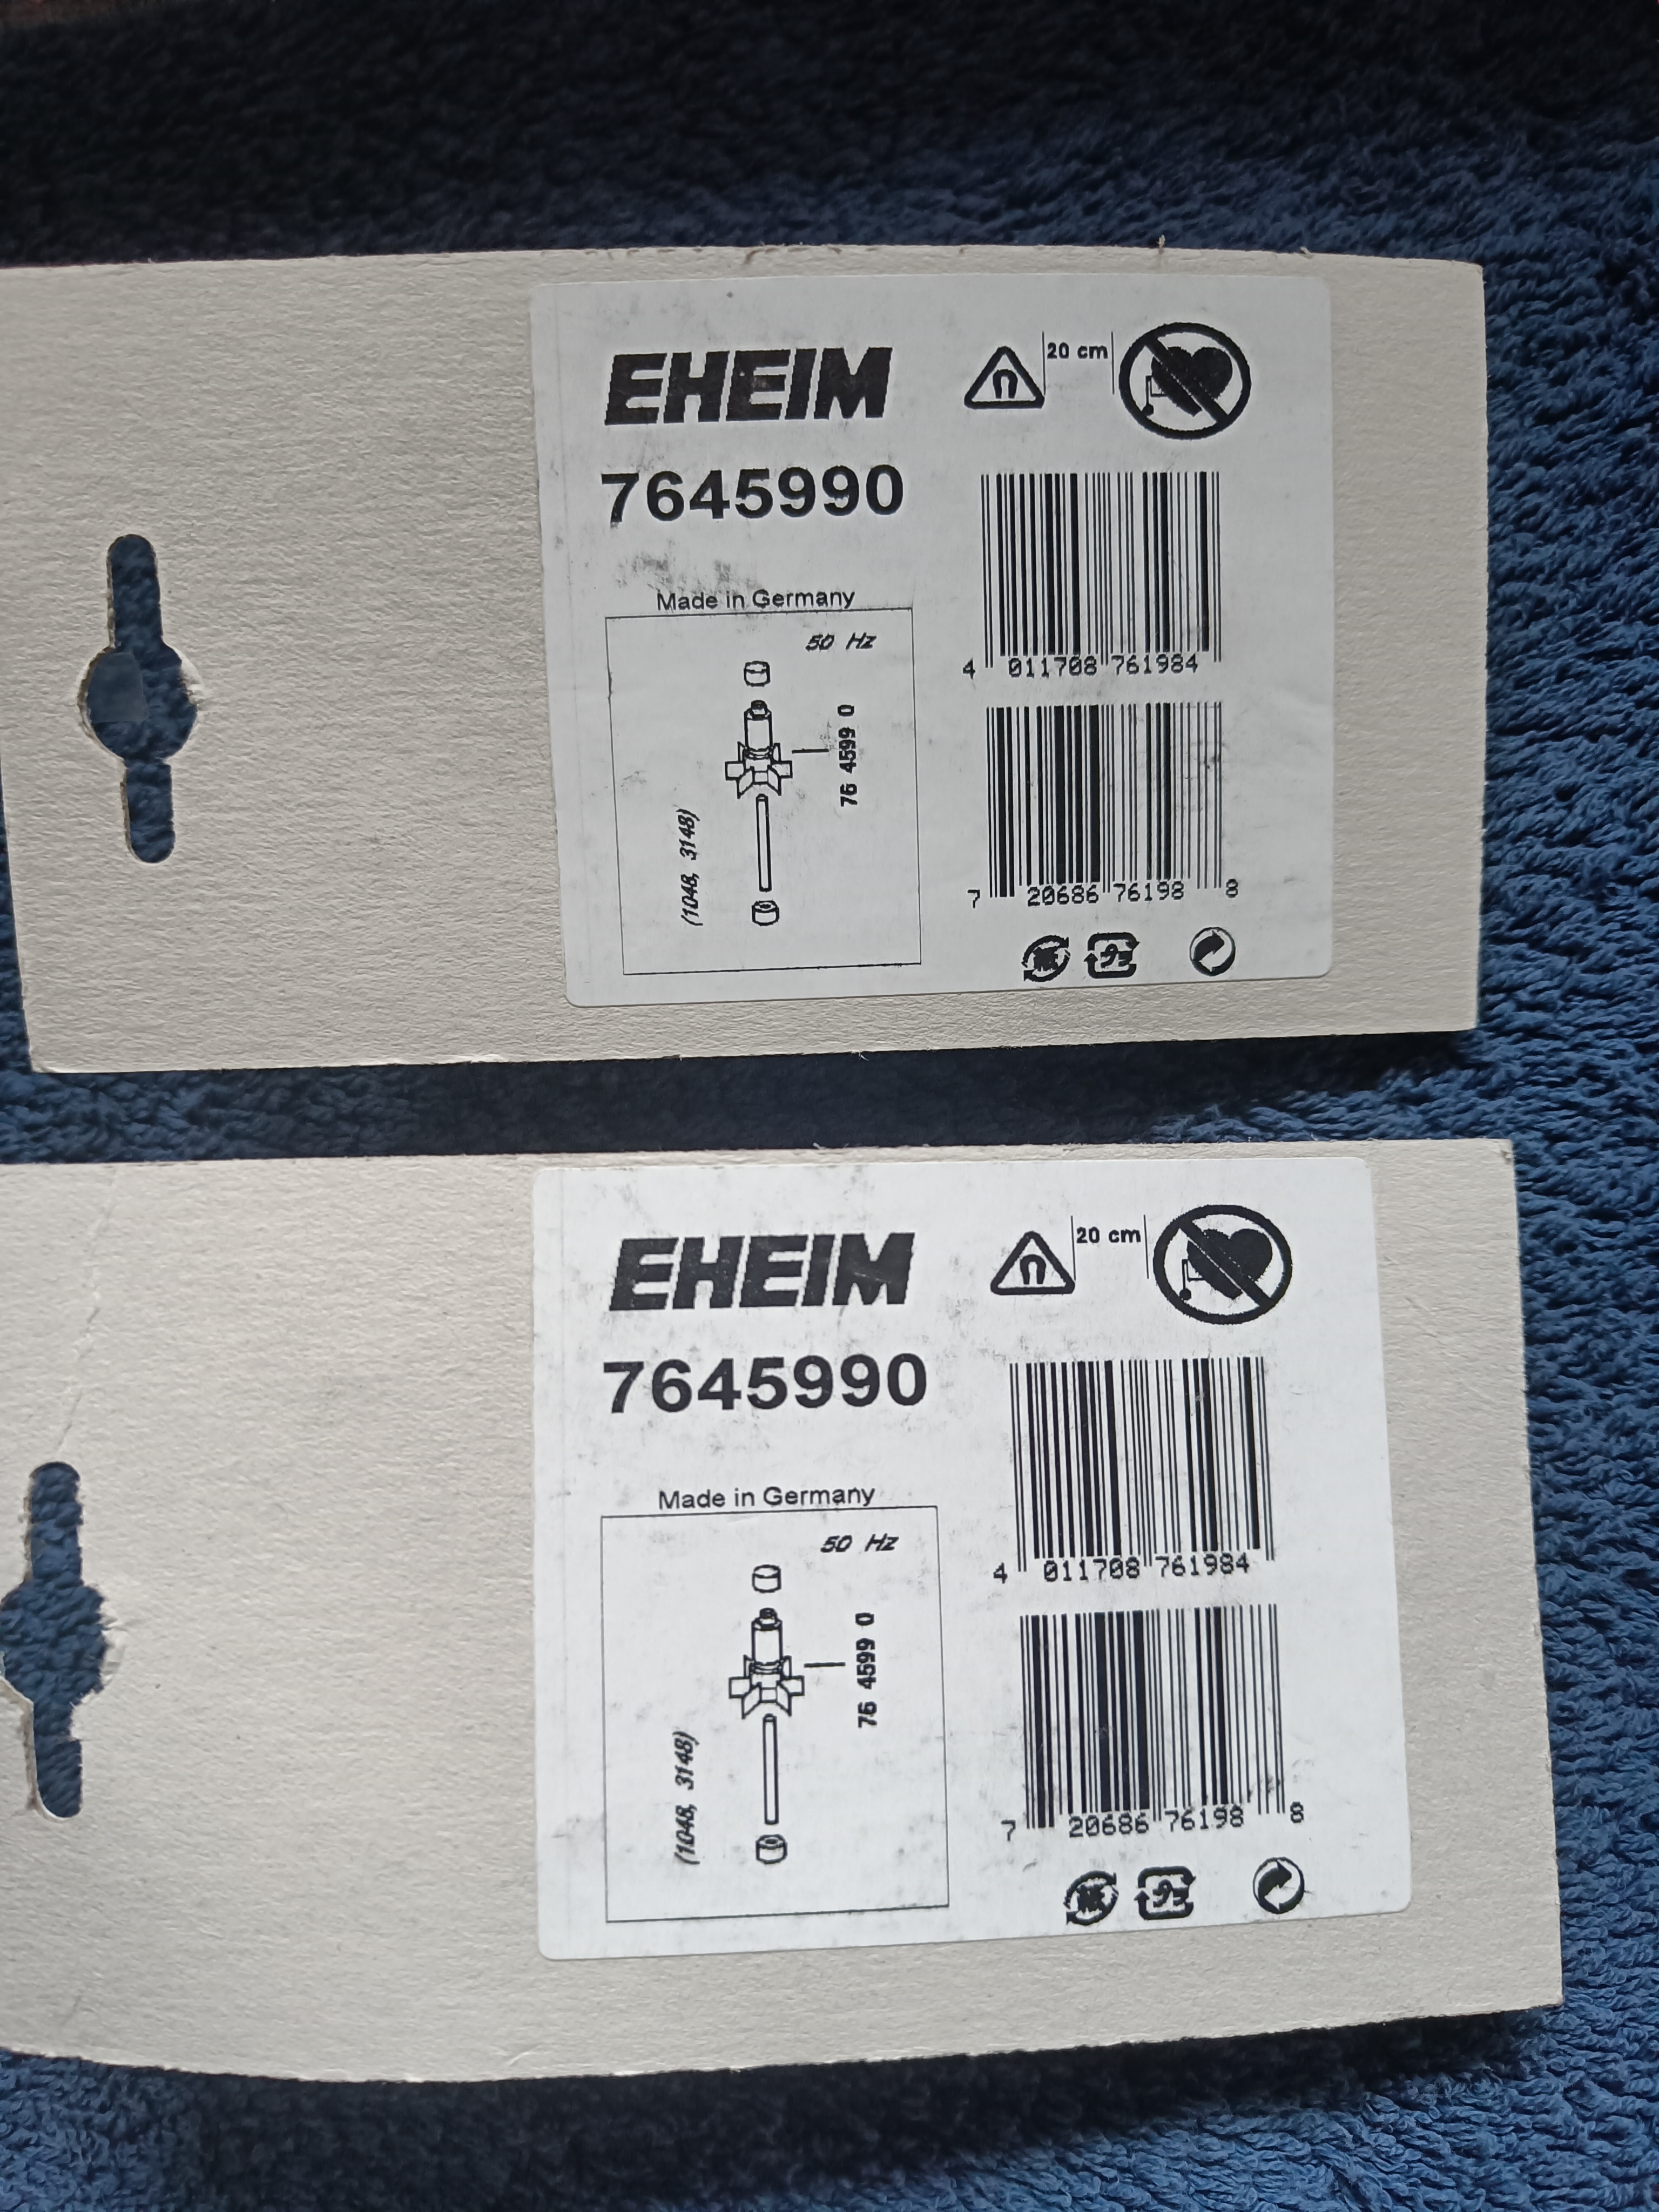 EHEIM
20 cm
7645990
Made in Germany
50 Hz
76 4599 0
(1048, 3148)
4 011708 761984
7 20686 76198 8
EHEIM
20 cm
7645990
Made in Germany
50 Hz
76 4599 0
(1048, 3148)
4 011708 761984
7 20686 76198 8